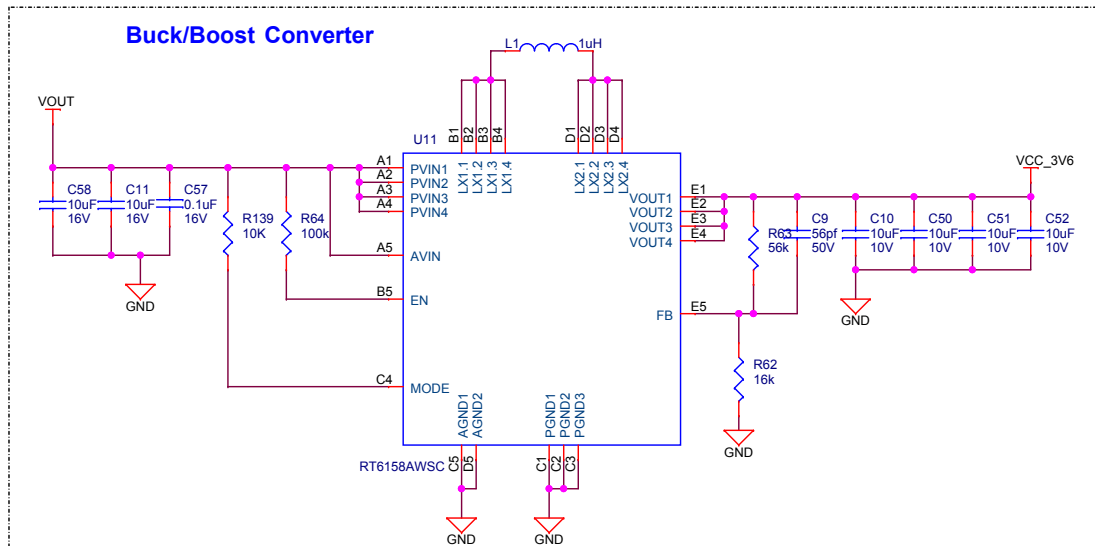 Buck/Boost Converter
L1
1uH
VOUT
B1
B2
B3
B4
D1
D2
D3
D4
U11
LX1.1
LX1.2
LX1.3
LX1.4
LX2.1
LX2.2
LX2.3
LX2.4
VCC_3V6
A1
PVIN1
A2
PVIN2
A3
PVIN3
A4
PVIN4
A5
AVIN
B5
EN
C4
MODE
VOUT1
E1
VOUT2
E2
VOUT3
E3
VOUT4
E4
FB
E5
C58
10uF
16V
C11
10uF
16V
C57
0.1uF
16V
R139
10K
R64
100k
GND
R63
56k
C9
56pf
50V
C10
10uF
10V
C50
10uF
10V
C51
10uF
10V
C52
10uF
10V
GND
R62
16k
GND
AGND1
AGND2
PGND1
PGND2
PGND3
RT6158AWSC
C5
D5
C1
C2
C3
GND
GND